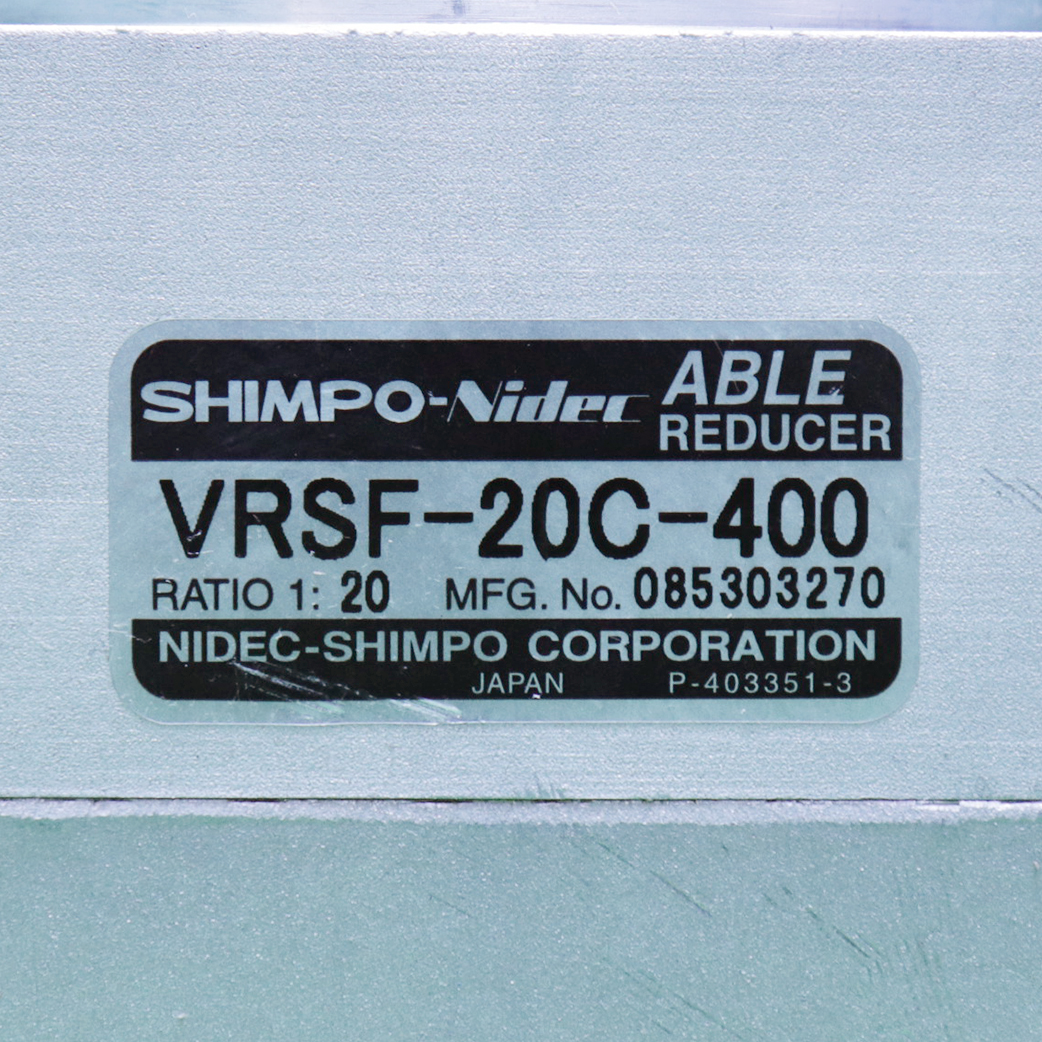 SHIMPO-Nidec ABLE REDUCER
VRSF-20C-400
RATIO 1: 20 MFG. No. 085303270
NIDEC-SHIMPO CORPORATION
JAPAN P-403351-3